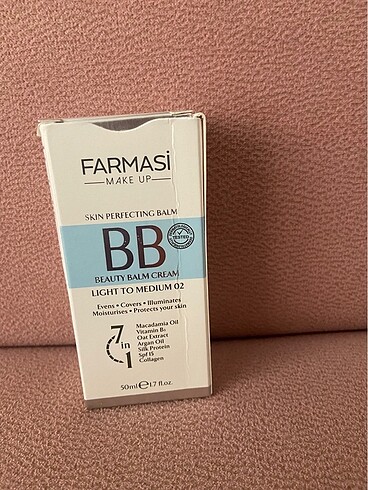 FARMASİ
MAKE UP
SKIN PERFECTING BALM
BB
TESTED
BEAUTY BALM CREAM
LIGHT TO MEDIUM 02
Evens • Covers • Illuminates
Moisturises • Protects your skin
7 in 1
Macadamia Oil
Vitamin B5
Oat Extract
Argan Oil
Silk Protein
Spf 15
Collagen
50ml ℮ 1.7 fl.oz.